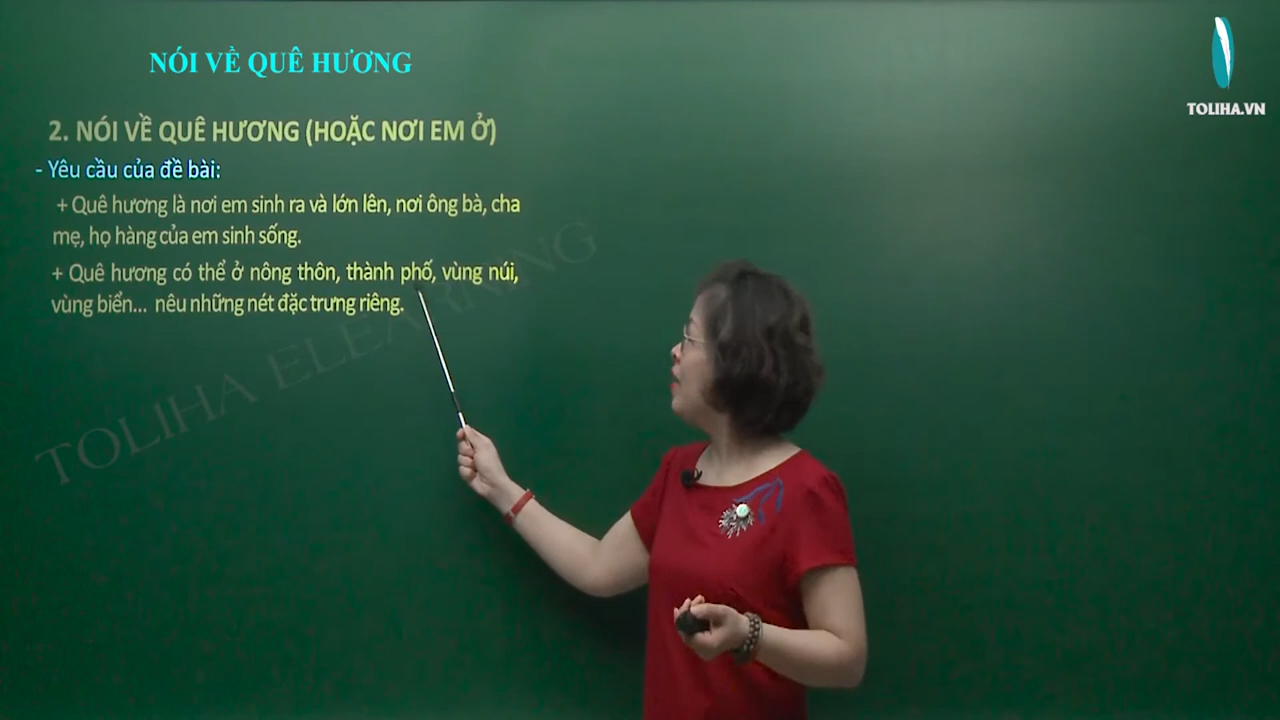 NÓI VỀ QUÊ HƯƠNG
TOLIHA.VN
2. NÓI VỀ QUÊ HƯƠNG (HOẶC NƠI EM Ở)
- Yêu cầu của đề bài:
+ Quê hương là nơi em sinh ra và lớn lên, nơi ông bà, cha
mẹ, họ hàng của em sinh sống.
+ Quê hương có thể ở nông thôn, thành phố, vùng núi,
vùng biển... nêu những nét đặc trưng riêng.
TOLIHA ELEARNING